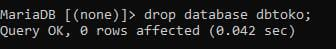 MariaDB [(none)]> drop database dbtoko;
Query OK, 0 rows affected (0.042 sec)